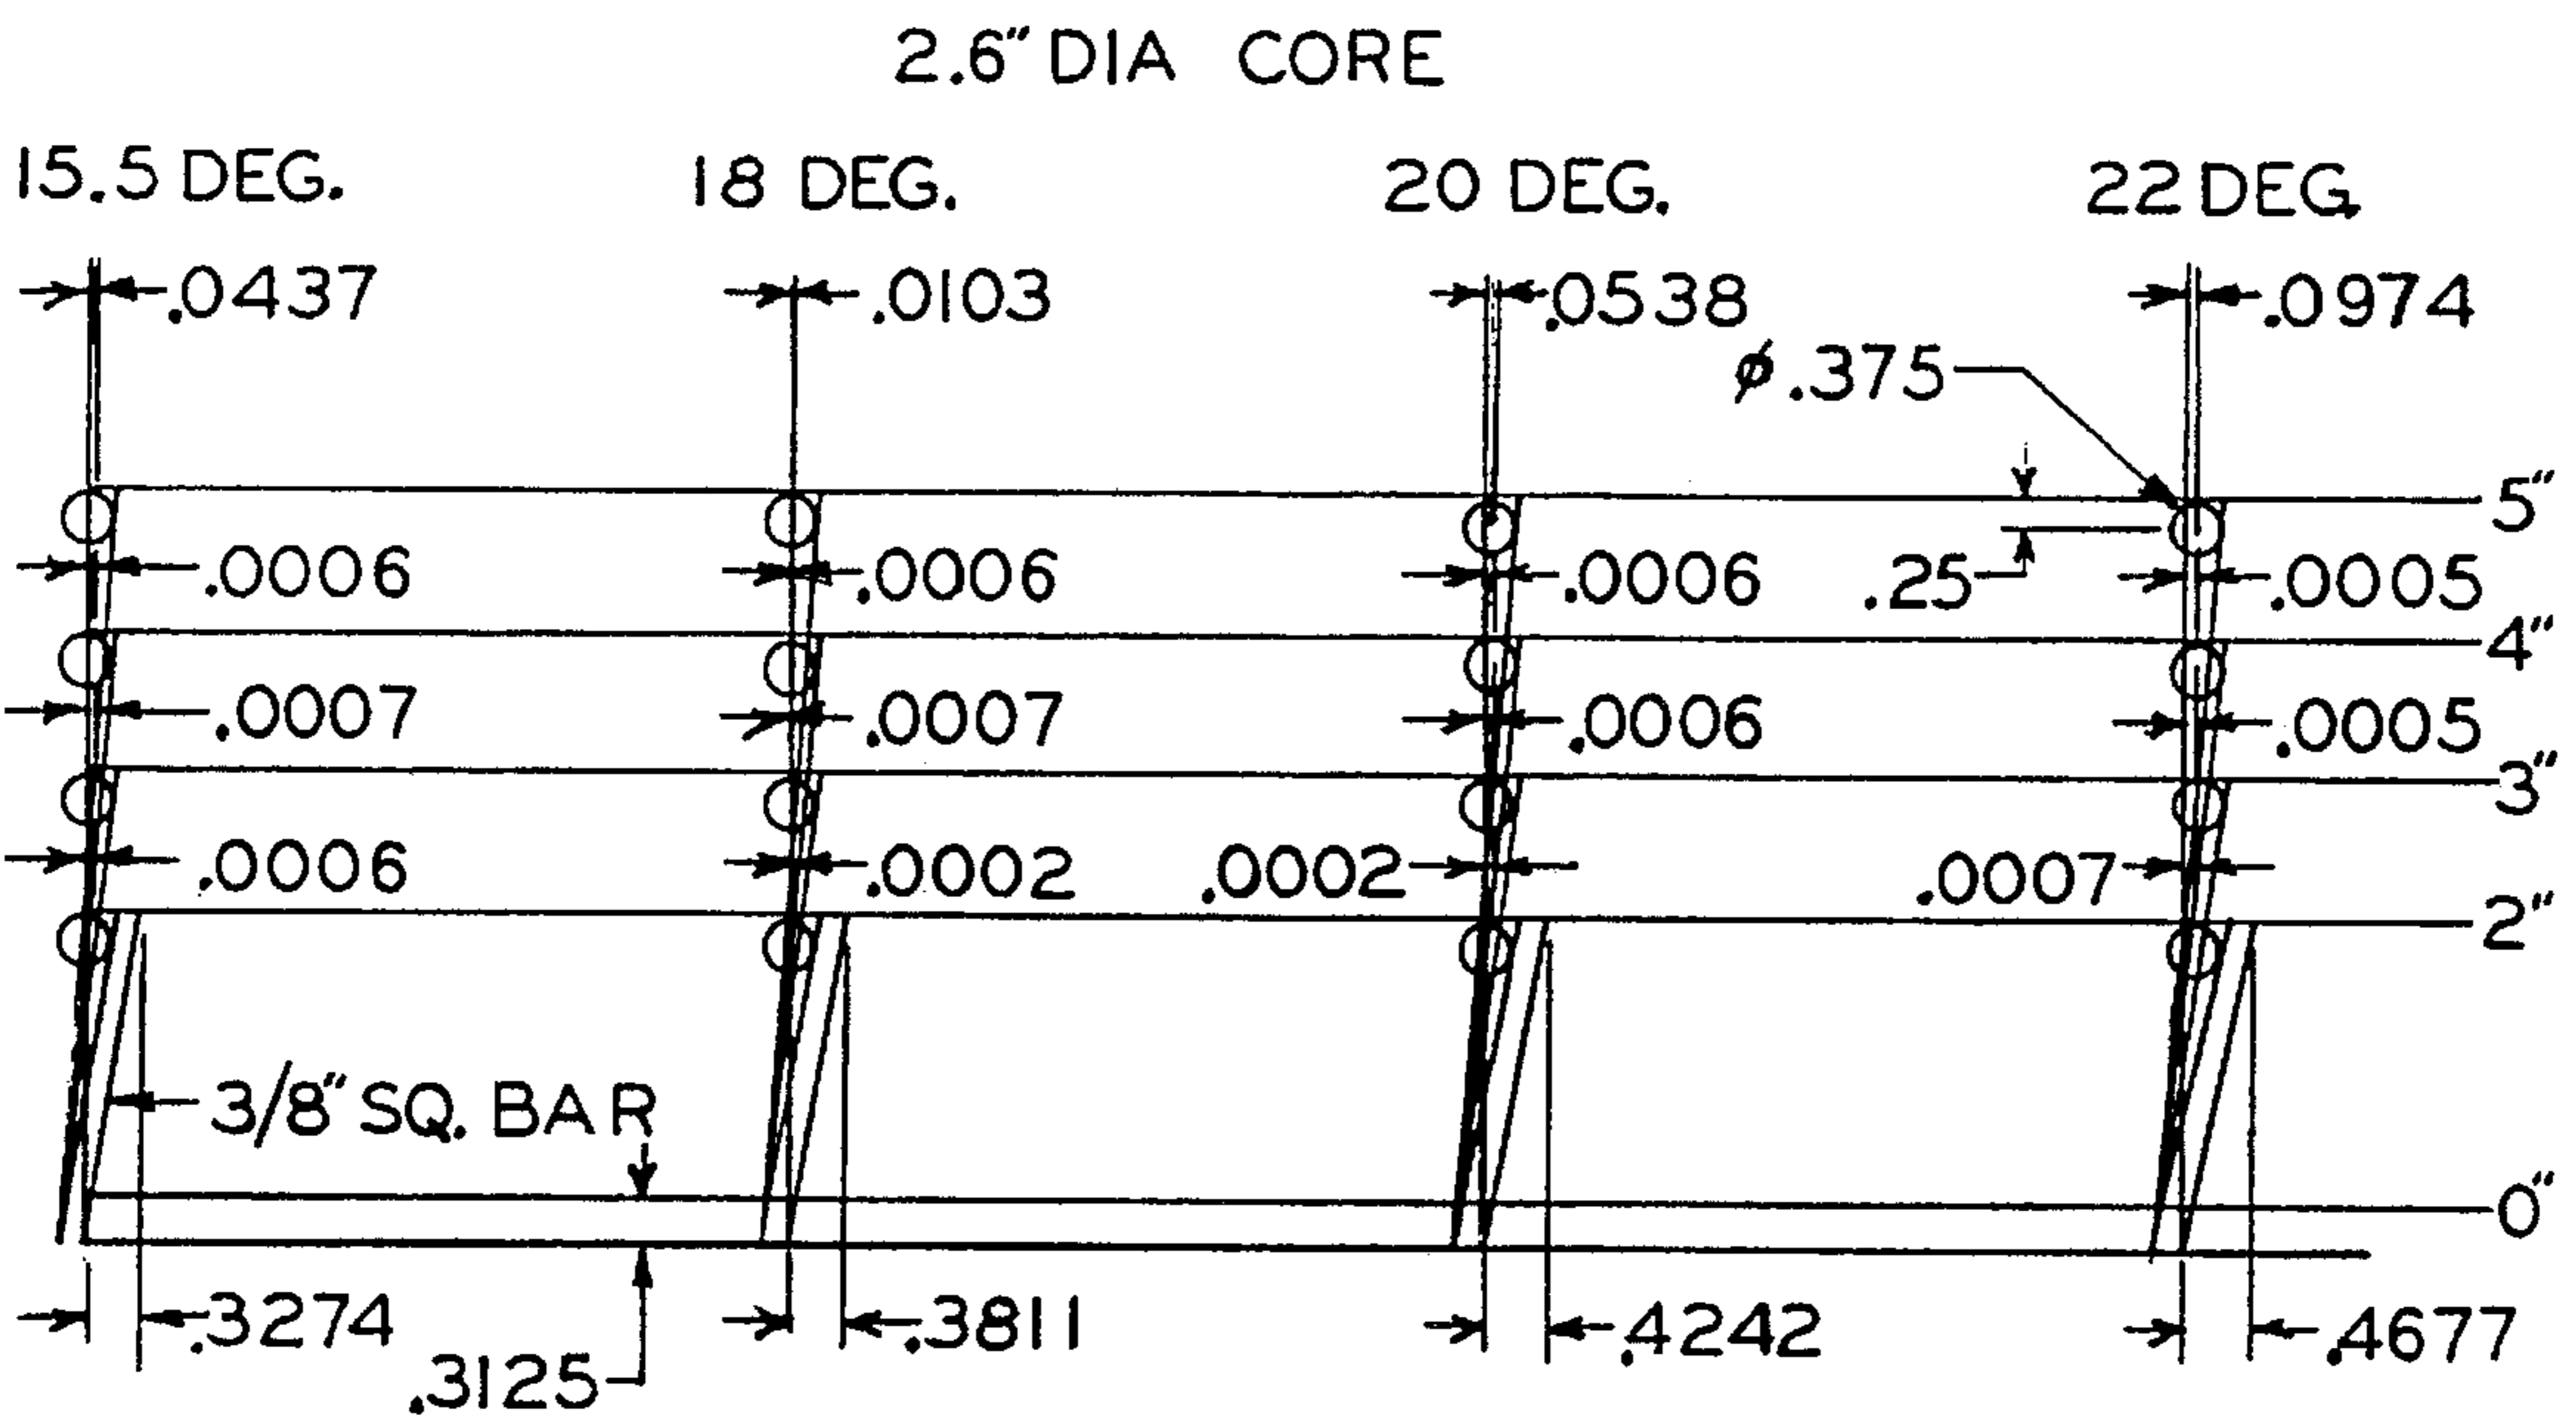 2.6" DIA CORE
15.5 DEG. 18 DEG. 20 DEG. 22 DEG.
.0437 .0103 .0538 .0974
ø.375
5"
.0006 .0006 .0006 .25 .0005
4"
.0007 .0007 .0006 .0005
3"
.0006 .0002 .0002 .0007
2"
3/8" SQ. BAR
0"
.3274 .3811 .4242 .4677
.3125